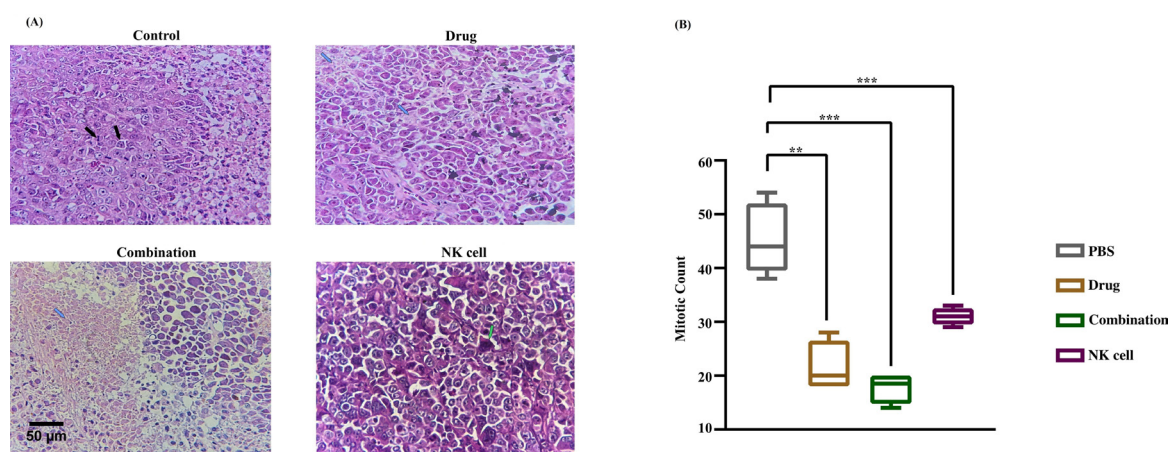 (A)
Control
Drug
Combination
NK cell
50 μm
(B)
***
***
**
60
50
40
30
20
10
Mitotic Count
PBS
Drug
Combination
NK cell